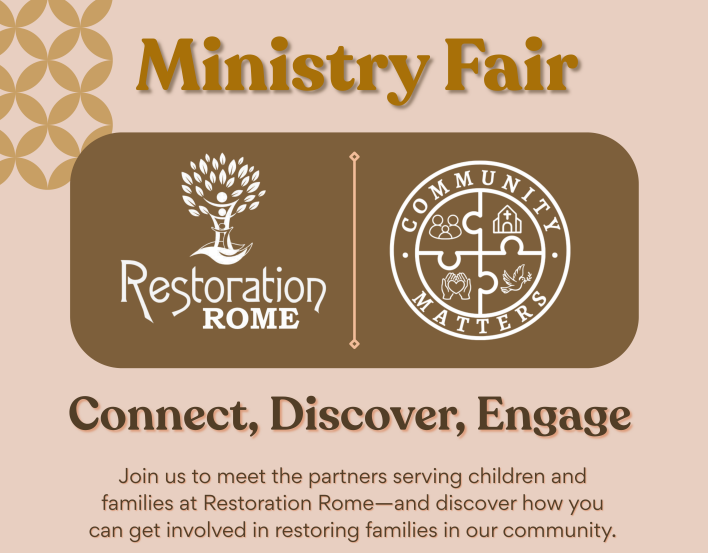 Ministry Fair
Restoration
ROME
COMMUNITY
MATTERS
Connect, Discover, Engage
Join us to meet the partners serving children and
families at Restoration Rome—and discover how you
can get involved in restoring families in our community.